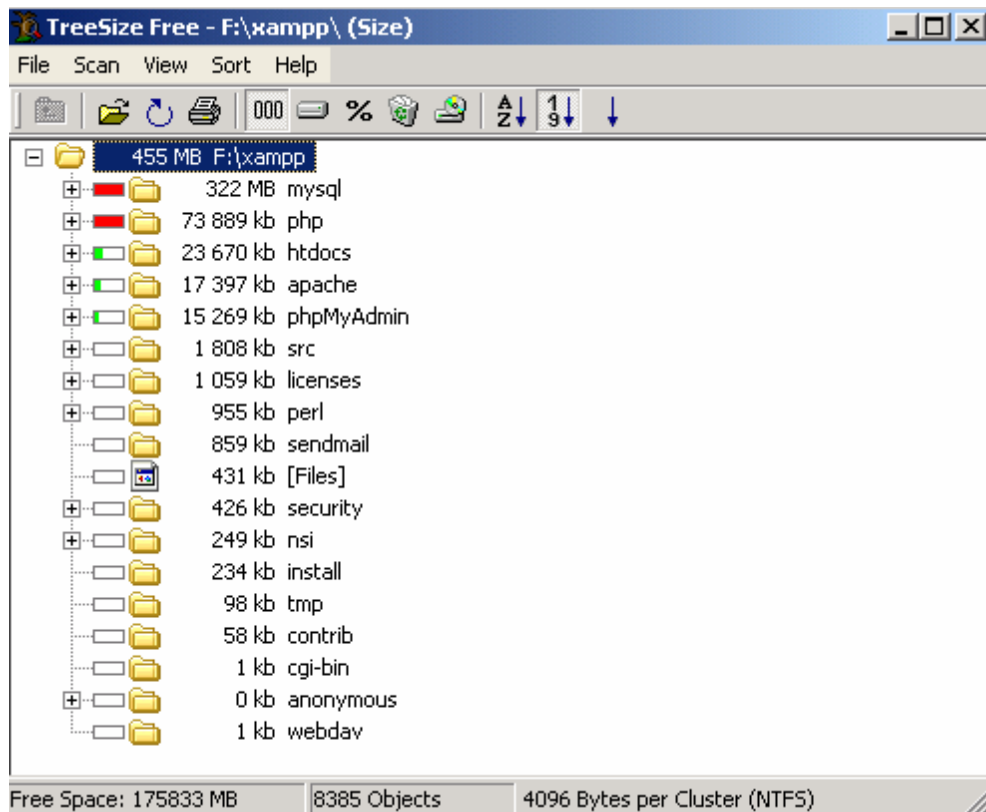 TreeSize Free - F:\xampp\ (Size)
File Scan View Sort Help
000 % A Z 1 9
455 MB F:\xampp
322 MB mysql
73 889 kb php
23 670 kb htdocs
17 397 kb apache
15 269 kb phpMyAdmin
1 808 kb src
1 059 kb licenses
955 kb perl
859 kb sendmail
431 kb [Files]
426 kb security
249 kb nsi
234 kb install
98 kb tmp
58 kb contrib
1 kb cgi-bin
0 kb anonymous
1 kb webdav
Free Space: 175833 MB 8385 Objects 4096 Bytes per Cluster (NTFS)